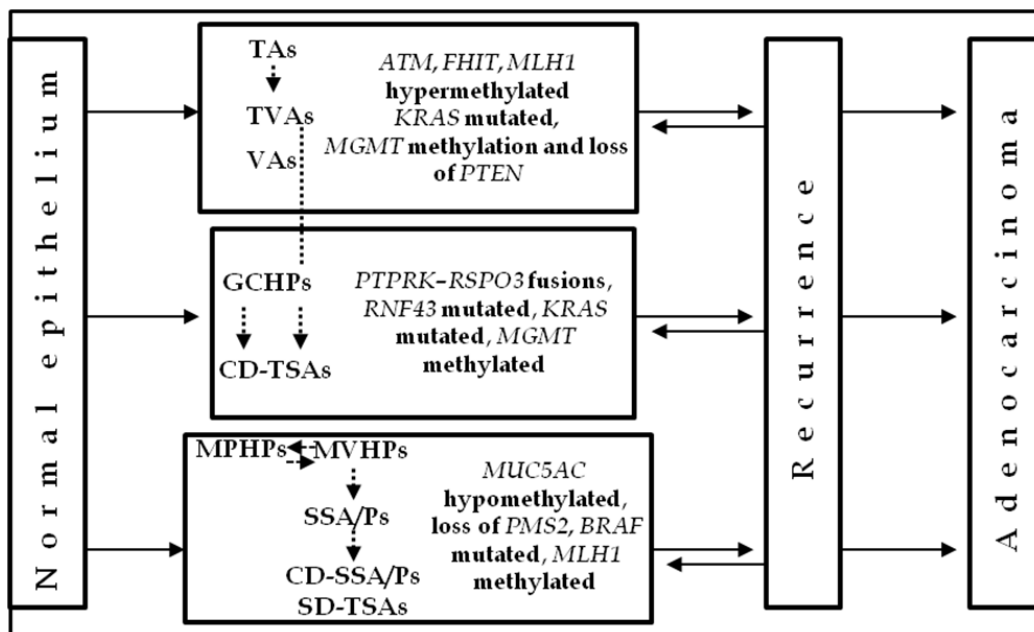 Normal epithelium
TAs
TVAs
VAs
ATM, FHIT, MLH1
hypermethylated
KRAS mutated,
MGMT methylation and loss
of PTEN
GCHPs
CD-TSAs
PTPRK–RSPO3 fusions,
RNF43 mutated, KRAS
mutated, MGMT
methylated
MPHPs MVHPs
SSA/Ps
CD-SSA/Ps
SD-TSAs
MUC5AC
hypomethylated,
loss of PMS2, BRAF
mutated, MLH1
methylated
Recurrence
Adenocarcinoma